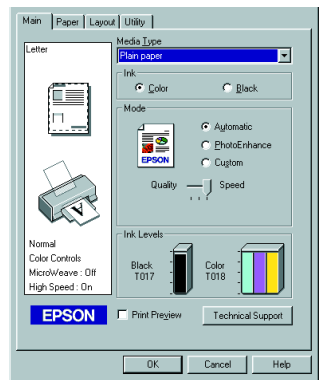 Main Paper Layout Utility
Letter
Media Type
Plain paper
Ink
Color Black
Mode
EPSON
Automatic
PhotoEnhance
Custom
Quality Speed
Normal
Color Controls
MicroWeave : Off
High Speed : On
Ink Levels
Black
T017
Color
T018
EPSON
Print Preview
Technical Support
OK Cancel Help